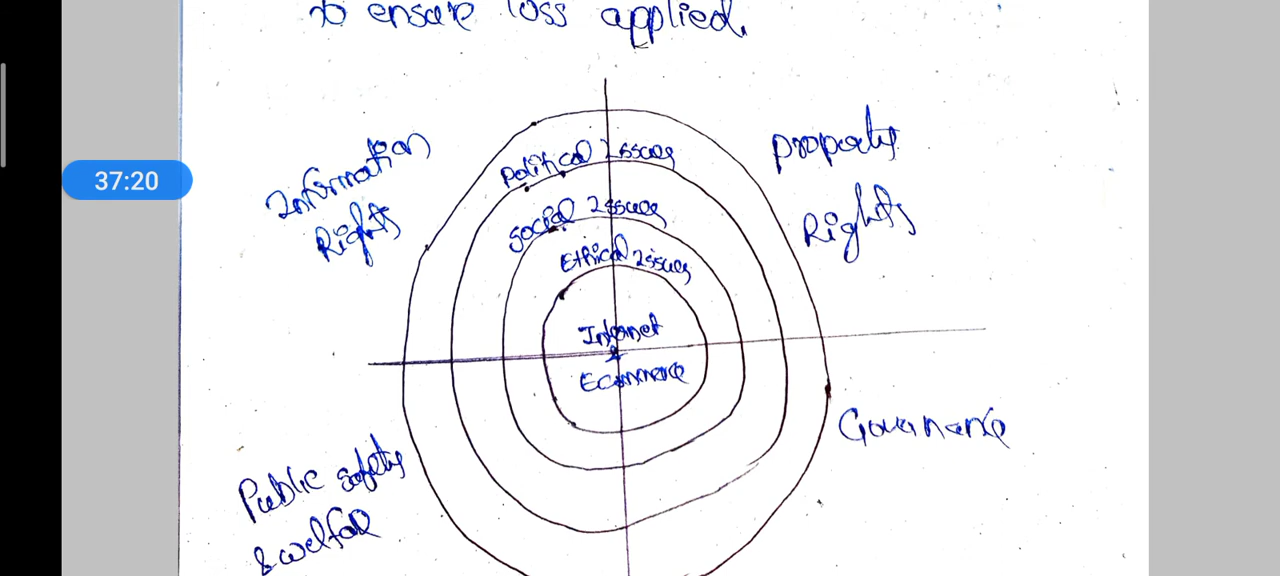 to ensure loss applied.
Information
Rights
Property
Rights
Political Issues
Social Issues
Ethical Issues
Internet
&
Ecommerce
37:20
Governance
Public safety
& welfae